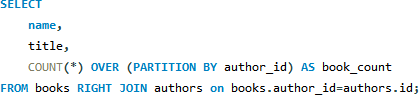 SELECT
    name,
    title,
    COUNT(*) OVER (PARTITION BY author_id) AS book_count
FROM books RIGHT JOIN authors on books.author_id=authors.id;